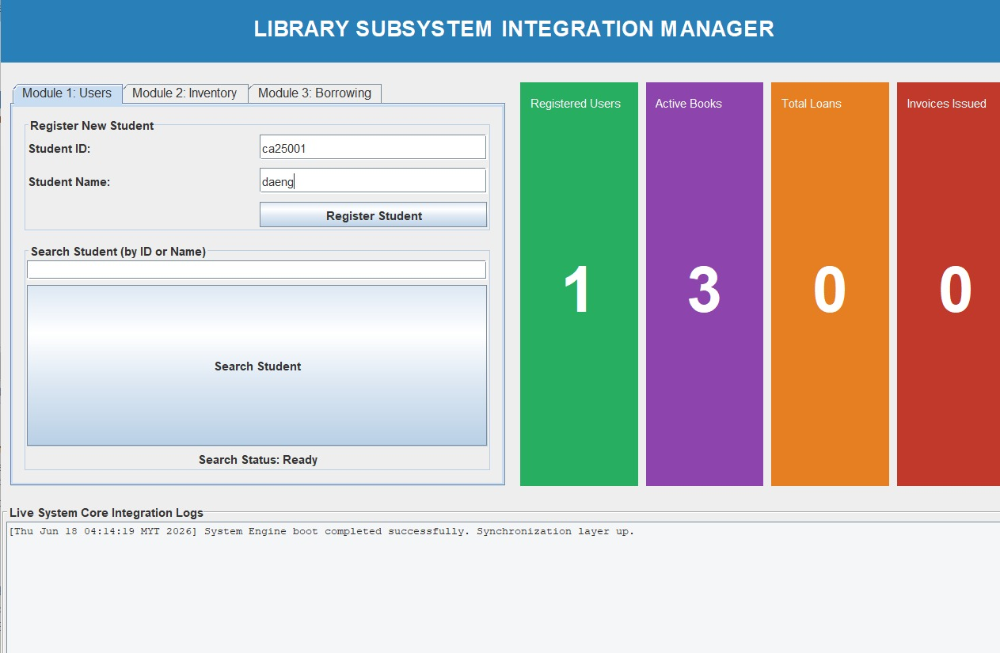 LIBRARY SUBSYSTEM INTEGRATION MANAGER
Module 1: Users
Module 2: Inventory
Module 3: Borrowing
Register New Student
Student ID:
ca25001
Student Name:
daeng
Register Student
Search Student (by ID or Name)
Search Student
Search Status: Ready
Registered Users
1
Active Books
3
Total Loans
0
Invoices Issued
0
Live System Core Integration Logs
[Thu Jun 18 04:14:19 MYT 2026] System Engine boot completed successfully. Synchronization layer up.